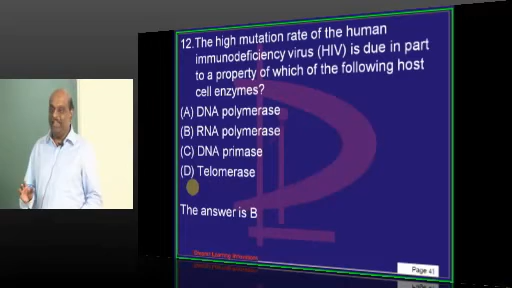 12.The high mutation rate of the human
immunodeficiency virus (HIV) is due in part
to a property of which of the following host
cell enzymes?
(A) DNA polymerase
(B) RNA polymerase
(C) DNA primase
(D) Telomerase
The answer is B
Page 41